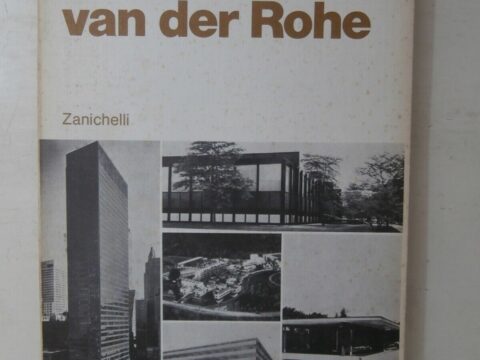 van der Rohe
Zanichelli